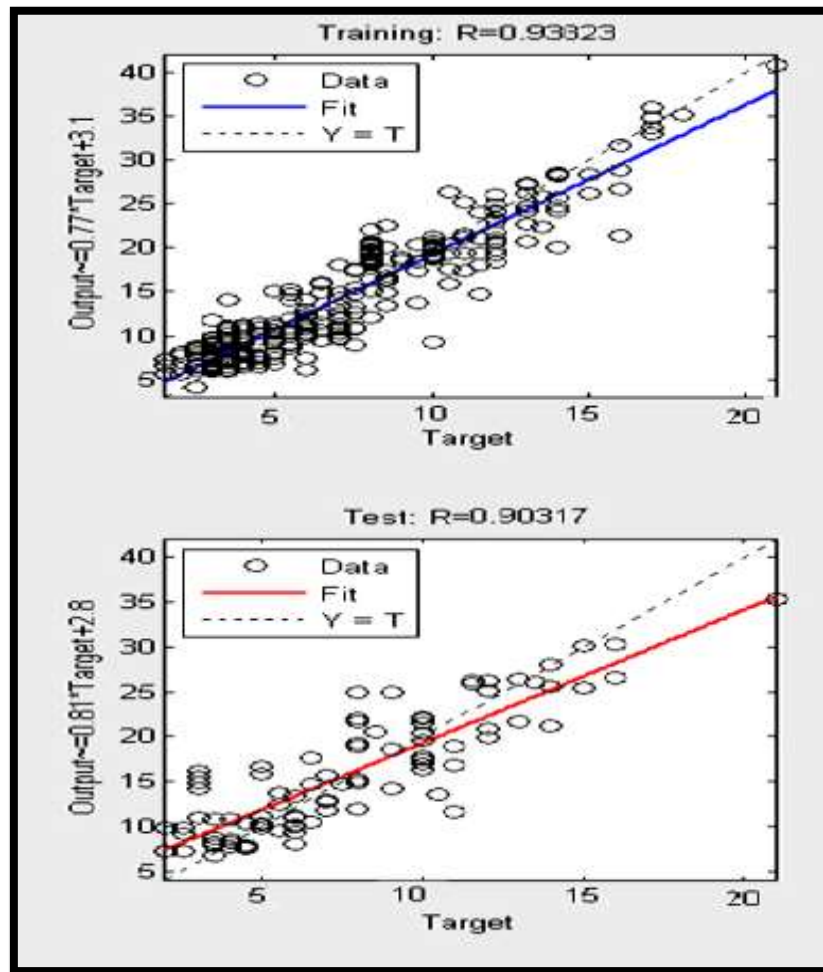 Training: R=0.93823
Output~=0.77*Target+3.1
40
35
30
25
20
15
10
5
Data
Fit
Y = T
5
10
15
20
Target
Test: R=0.90317
Output~=0.81*Target+2.8
40
35
30
25
20
15
10
5
Data
Fit
Y = T
5
10
15
20
Target